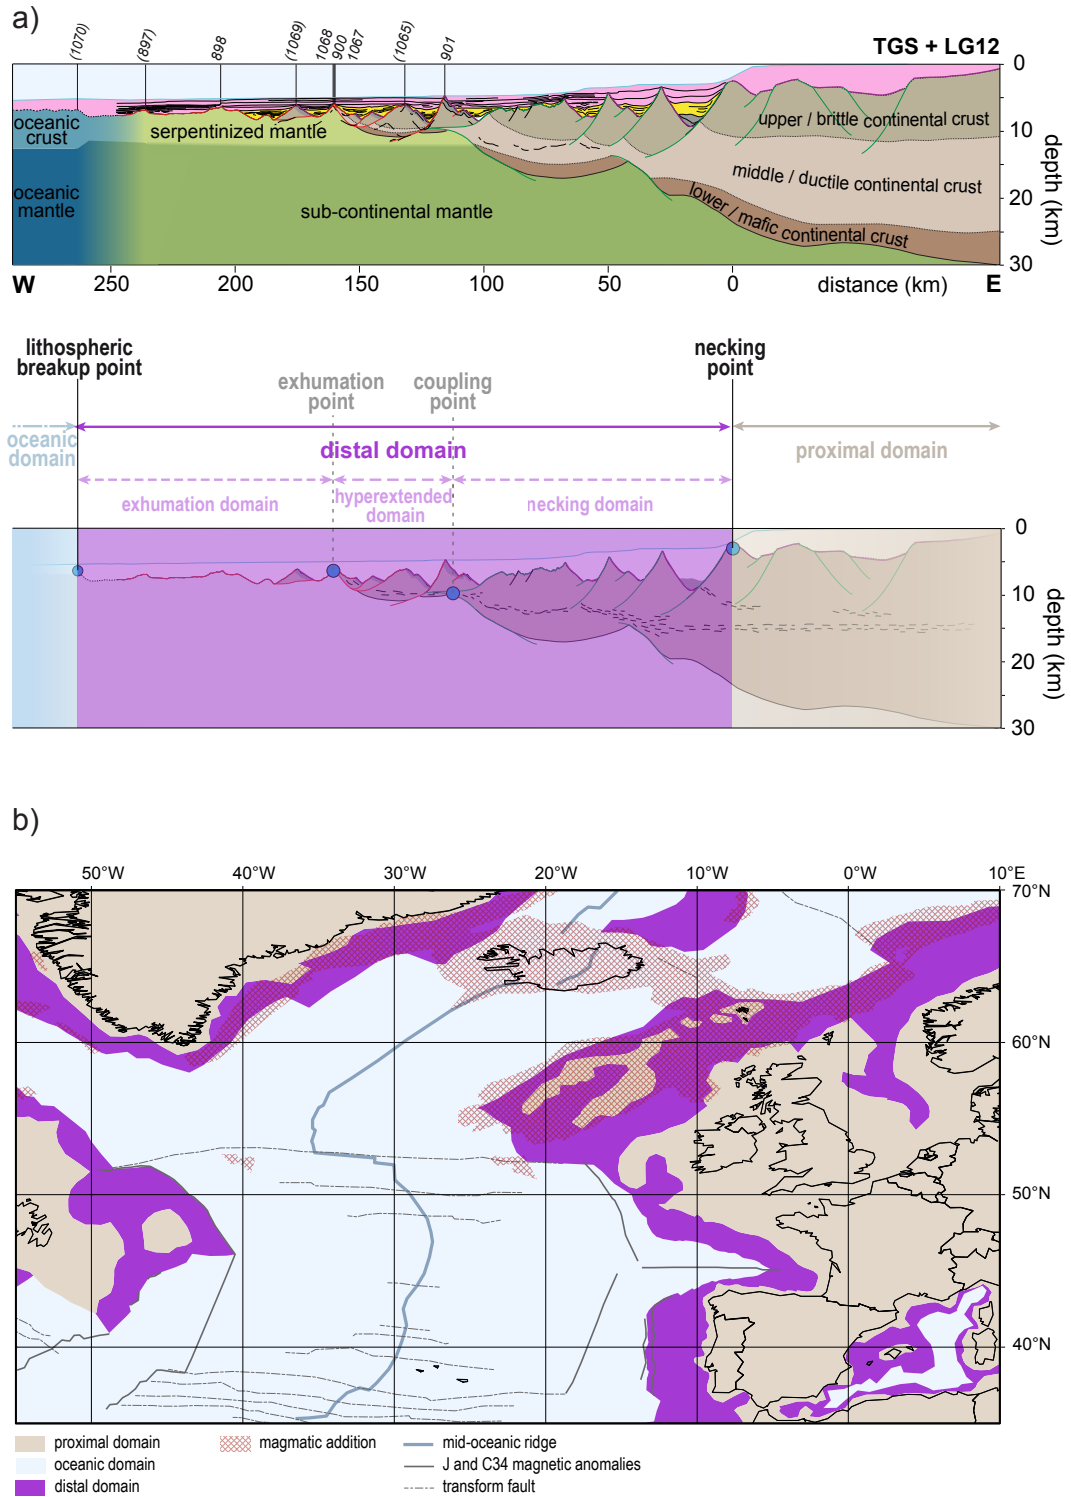 a)
(1070)
(897)
898
(1069)
1068
900
1067
(1065)
901
TGS + LG12
0
10
20
30
depth (km)
oceanic
crust
serpentinized mantle
upper / brittle continental crust
middle / ductile continental crust
oceanic
mantle
sub-continental mantle
lower / mafic continental crust
W
250
200
150
100
50
0
distance (km)
E
lithospheric
breakup point
necking
point
exhumation
point
coupling
point
oceanic
domain
distal domain
proximal domain
exhumation domain
hyperextended
domain
necking domain
0
10
20
30
depth (km)
b)
50°W
40°W
30°W
20°W
10°W
0°W
10°E
70°N
60°N
50°N
40°N
proximal domain
oceanic domain
distal domain
magmatic addition
mid-oceanic ridge
J and C34 magnetic anomalies
transform fault